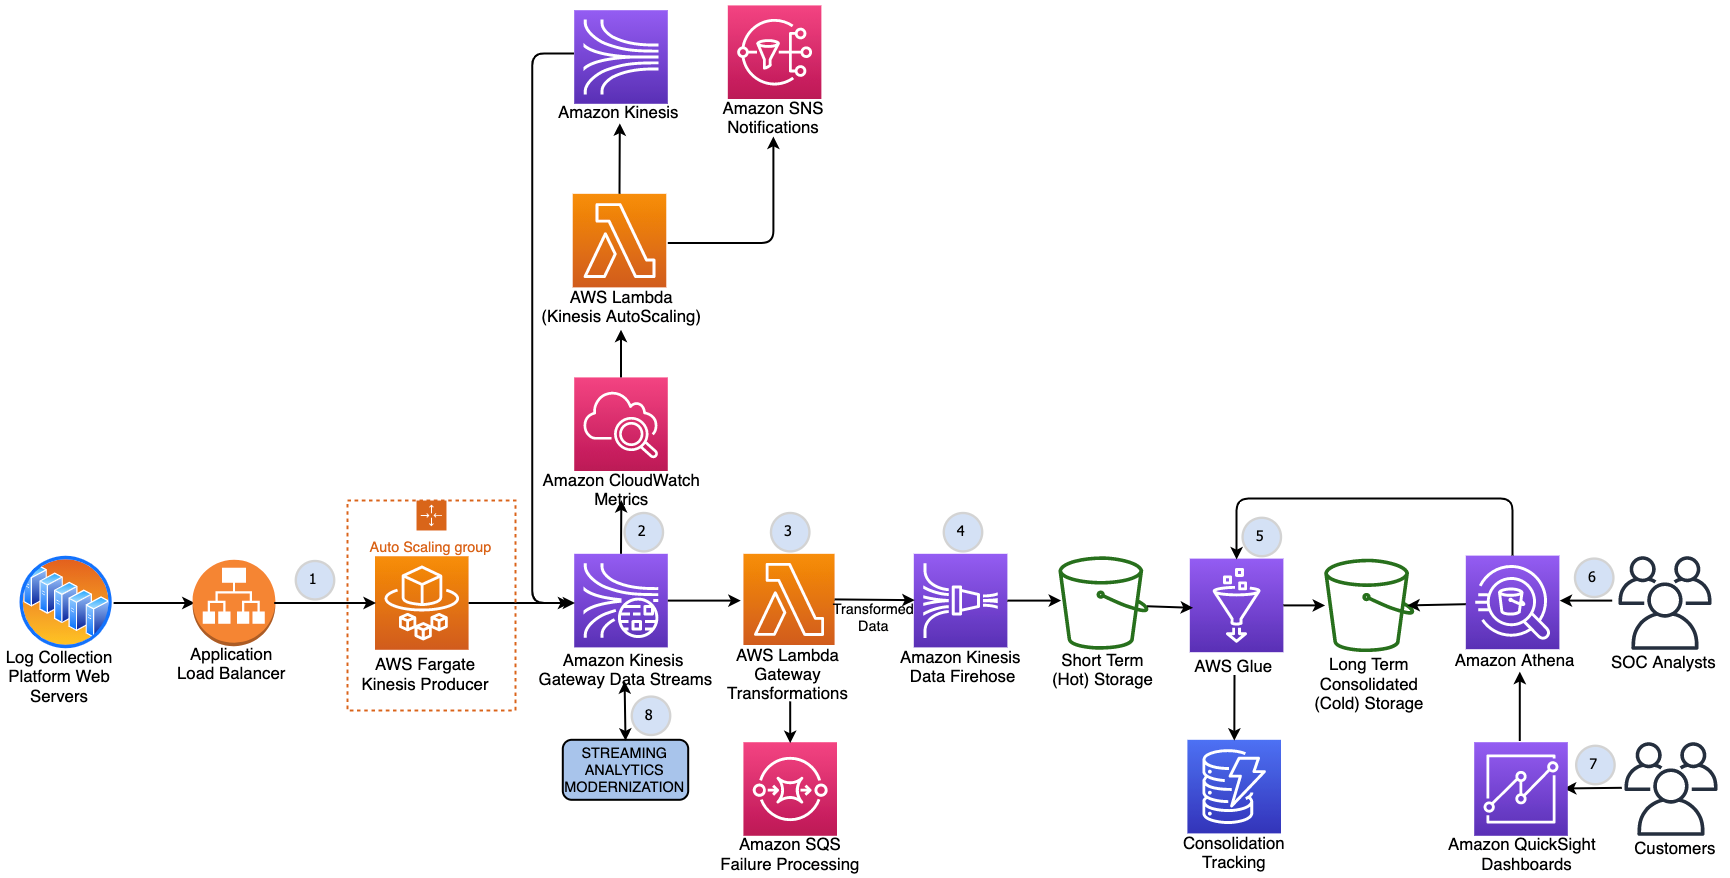 Amazon Kinesis
Amazon SNS
Notifications
AWS Lambda
(Kinesis AutoScaling)
Amazon CloudWatch
Metrics
Auto Scaling group
1
2
3
4
5
6
Log Collection
Platform Web
Servers
Application
Load Balancer
AWS Fargate
Kinesis Producer
Amazon Kinesis
Gateway Data Streams
AWS Lambda
Gateway
Transformations
Transformed
Data
Amazon Kinesis
Data Firehose
Short Term
(Hot) Storage
AWS Glue
Long Term
Consolidated
(Cold) Storage
Amazon Athena
SOC Analysts
8
STREAMING
ANALYTICS
MODERNIZATION
Amazon SQS
Failure Processing
Consolidation
Tracking
7
Amazon QuickSight
Dashboards
Customers